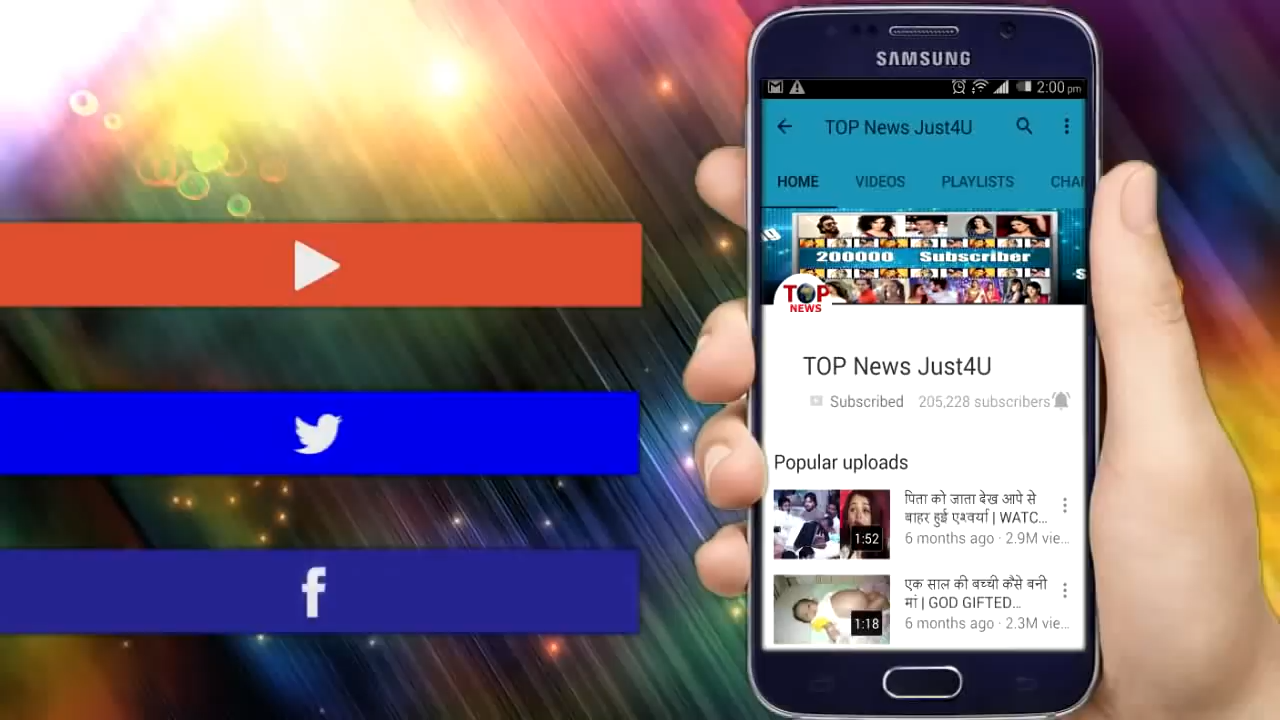 SAMSUNG
2:00 pm
TOP News Just4U
HOME VIDEOS PLAYLISTS CHA
200000 Subscriber
TOP
NEWS
TOP News Just4U
Subscribed 205,228 subscribers
Popular uploads
पिता को जाता देख आपे से
बाहर हुई एश्वर्या | WATC...
6 months ago · 2.9M vie...
1:52
एक साल की बच्ची कैसे बनी
मां | GOD GIFTED...
6 months ago · 2.3M vie...
1:18